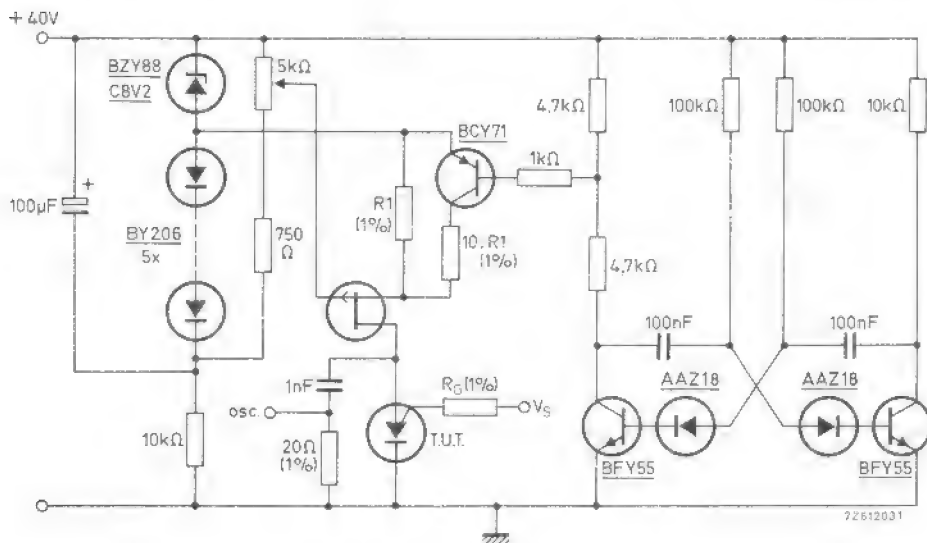 + 40V
BZY88
C8V2
5kΩ
BCY71
4,7kΩ
100kΩ
100kΩ
10kΩ
1kΩ
+
100µF
BY206
5x
R1
(1%)
10.R1
(1%)
750
Ω
4,7kΩ
100nF
100nF
1nF
AAZ18
AAZ18
osc.
RG(1%)
VS
10kΩ
20Ω
(1%)
T.U.T.
BFY55
BFY55
7Z612031